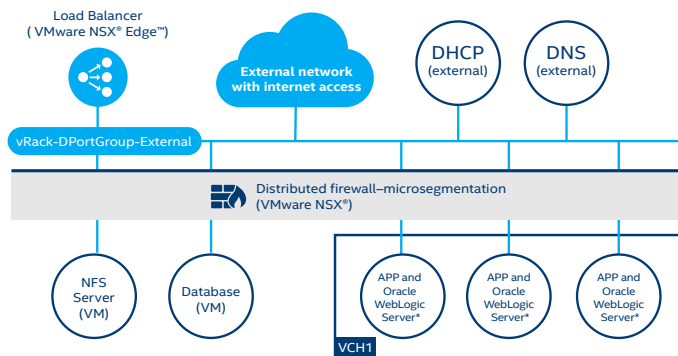 Load Balancer
( VMware NSX® Edge™)
External network
with internet access
DHCP
(external)
DNS
(external)
vRack-DPortGroup-External
Distributed firewall–microsegmentation
(VMware NSX®)
NFS
Server
(VM)
Database
(VM)
APP and
Oracle
WebLogic
Server*
APP and
Oracle
WebLogic
Server*
APP and
Oracle
WebLogic
Server*
VCH1